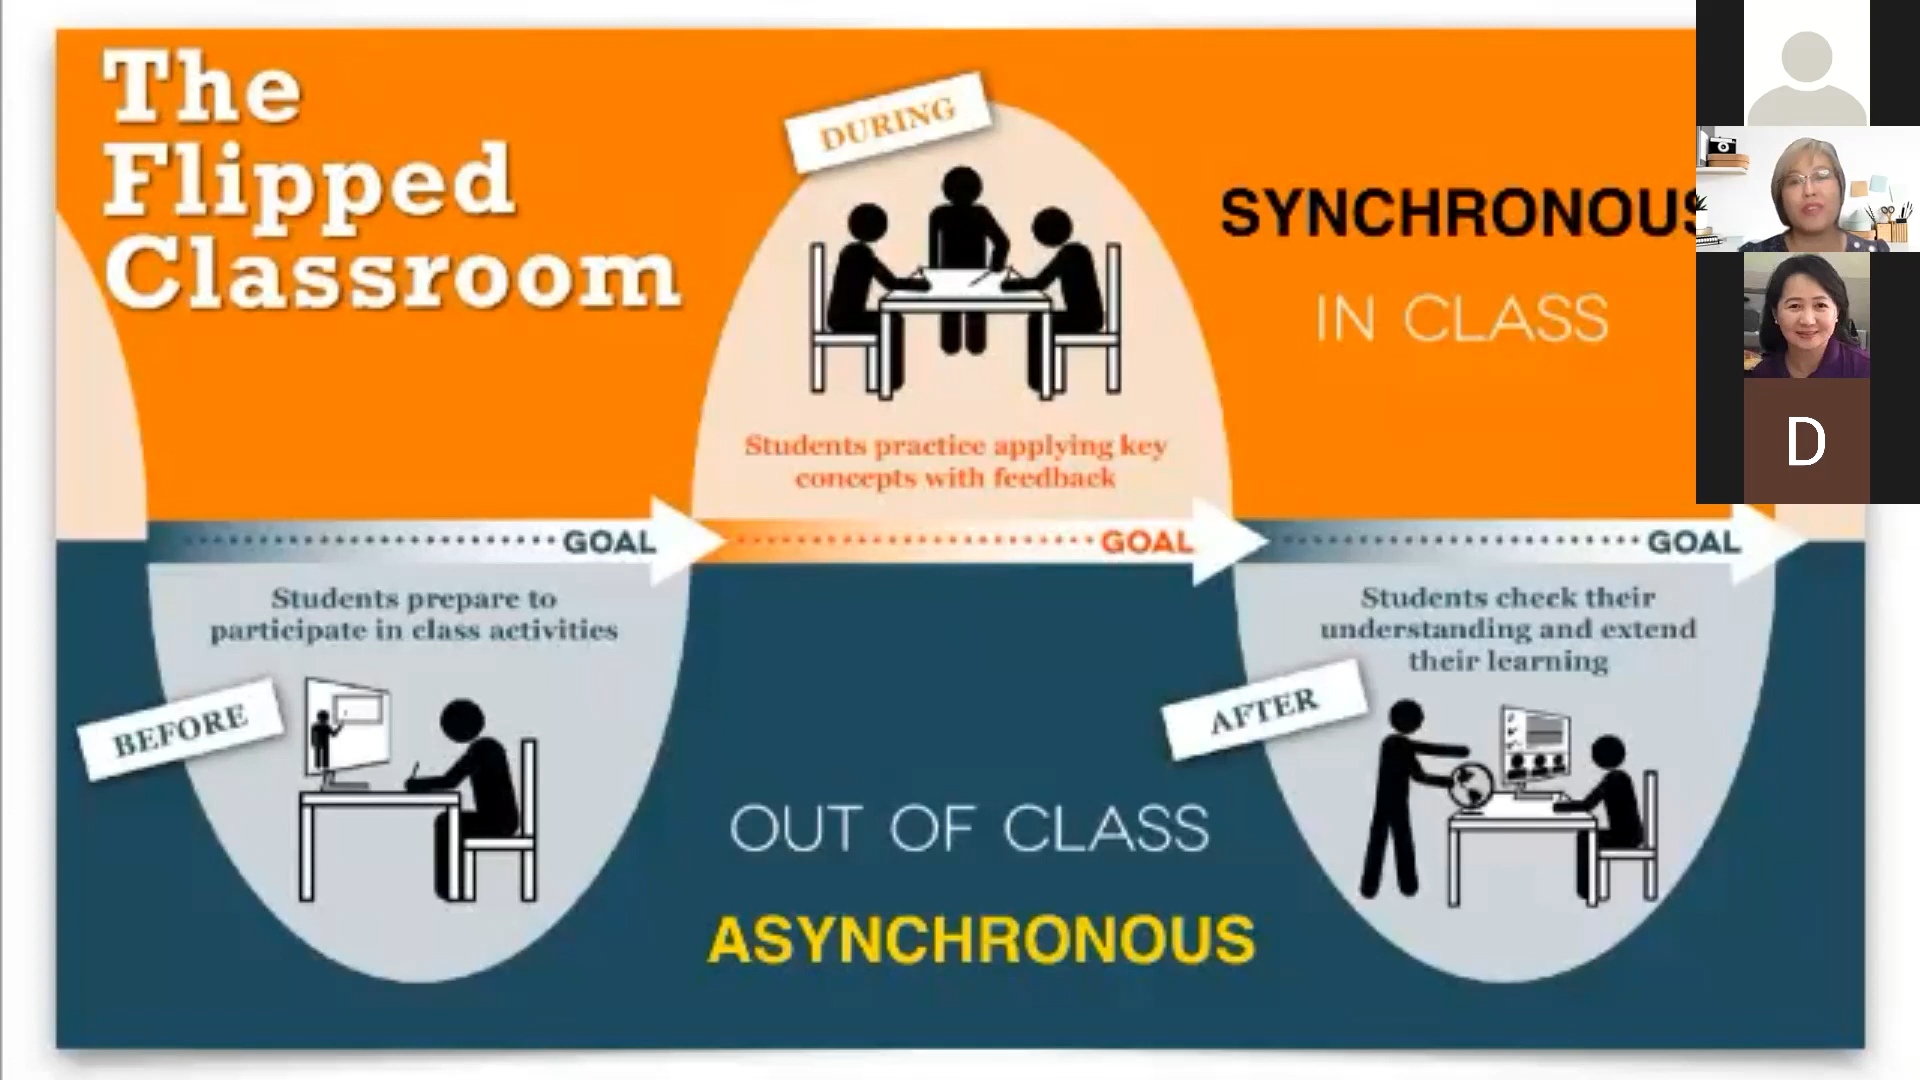 The
Flipped
Classroom
DURING
SYNCHRONOUS
IN CLASS
Students practice applying key
concepts with feedback
GOAL
GOAL
GOAL
Students prepare to
participate in class activities
BEFORE
Students check their
understanding and extend
their learning
AFTER
OUT OF CLASS
ASYNCHRONOUS
D